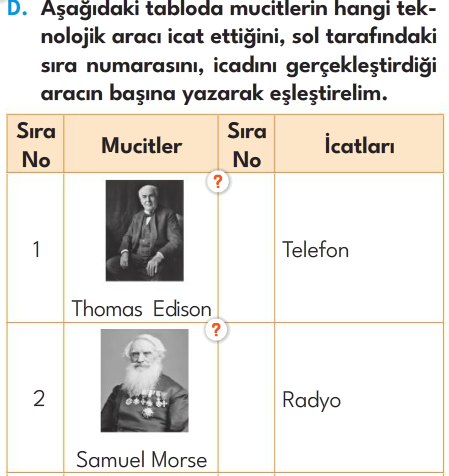 D. Aşağıdaki tabloda mucitlerin hangi tek-
nolojik aracı icat ettiğini, sol tarafındaki
sıra numarasını, icadını gerçekleştirdiği
aracın başına yazarak eşleştirelim.
Sıra No Mucitler Sıra No İcatları
?
1 Telefon
Thomas Edison
?
2 Radyo
Samuel Morse